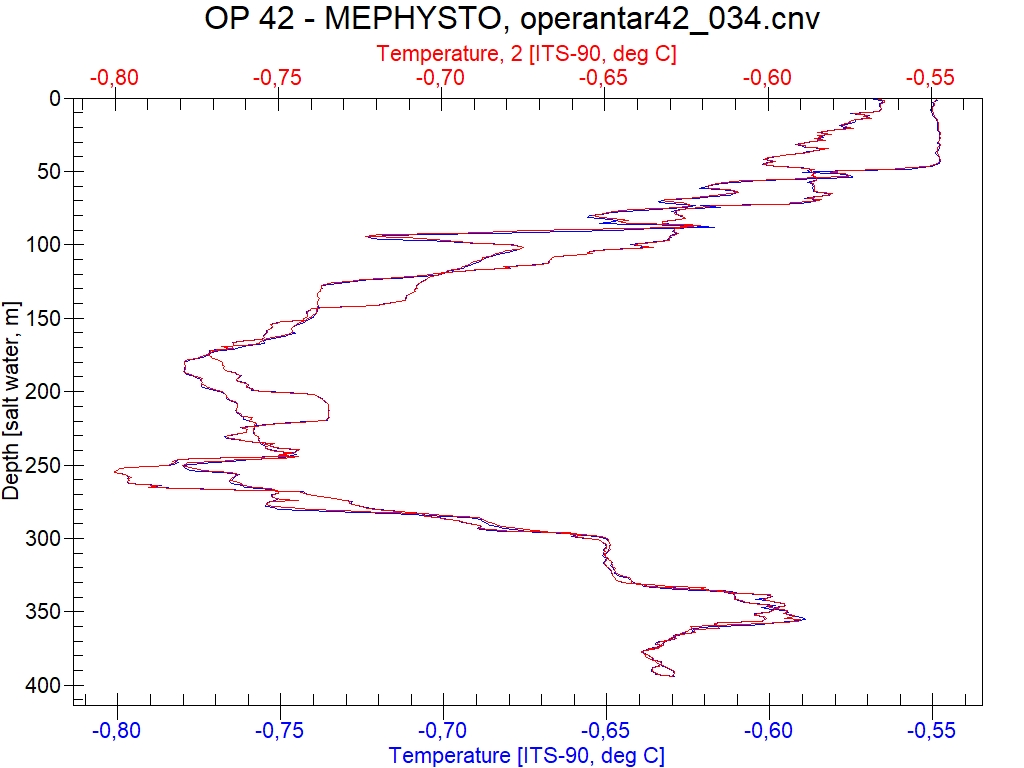 OP 42 - MEPHYSTO, operantar42_034.cnv
Temperature, 2 [ITS-90, deg C]
-0,80 -0,75 -0,70 -0,65 -0,60 -0,55
Depth [salt water, m]
0
50
100
150
200
250
300
350
400
-0,80 -0,75 -0,70 -0,65 -0,60 -0,55
Temperature [ITS-90, deg C]